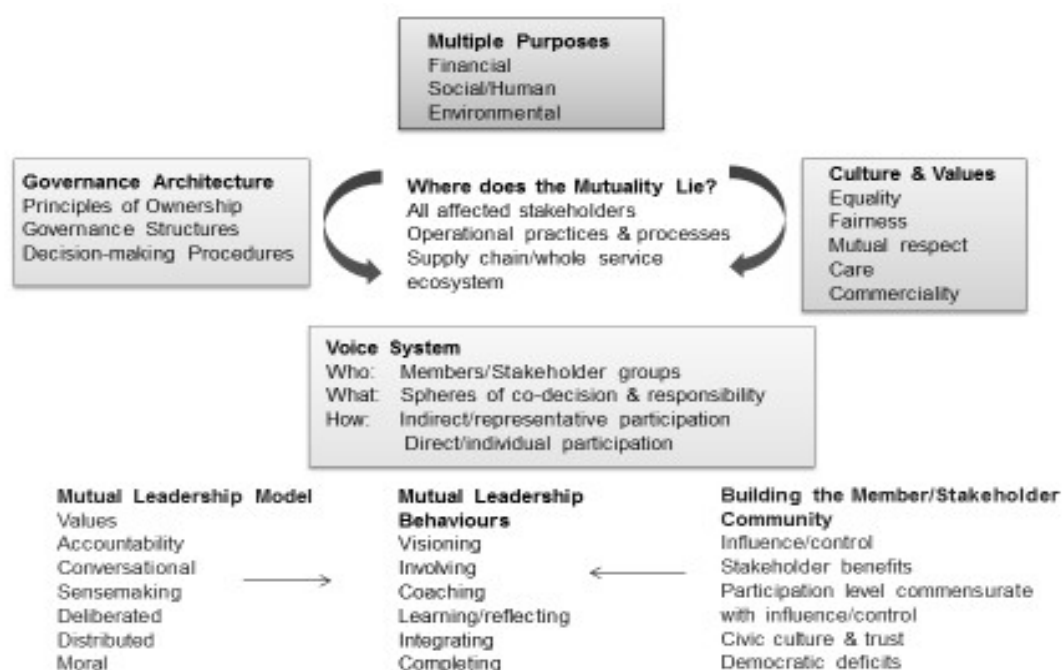 Multiple Purposes
Financial
Social/Human
Environmental
Governance Architecture
Principles of Ownership
Governance Structures
Decision-making Procedures
Where does the Mutuality Lie?
All affected stakeholders
Operational practices & processes
Supply chain/whole service
ecosystem
Culture & Values
Equality
Fairness
Mutual respect
Care
Commerciality
Voice System
Who: Members/Stakeholder groups
What: Spheres of co-decision & responsibility
How: Indirect/representative participation
Direct/individual participation
Mutual Leadership Model
Values
Accountability
Conversational
Sensemaking
Deliberated
Distributed
Moral
Mutual Leadership
Behaviours
Visioning
Involving
Coaching
Learning/reflecting
Integrating
Completing
Building the Member/Stakeholder
Community
Influence/control
Stakeholder benefits
Participation level commensurate
with influence/control
Civic culture & trust
Democratic deficits